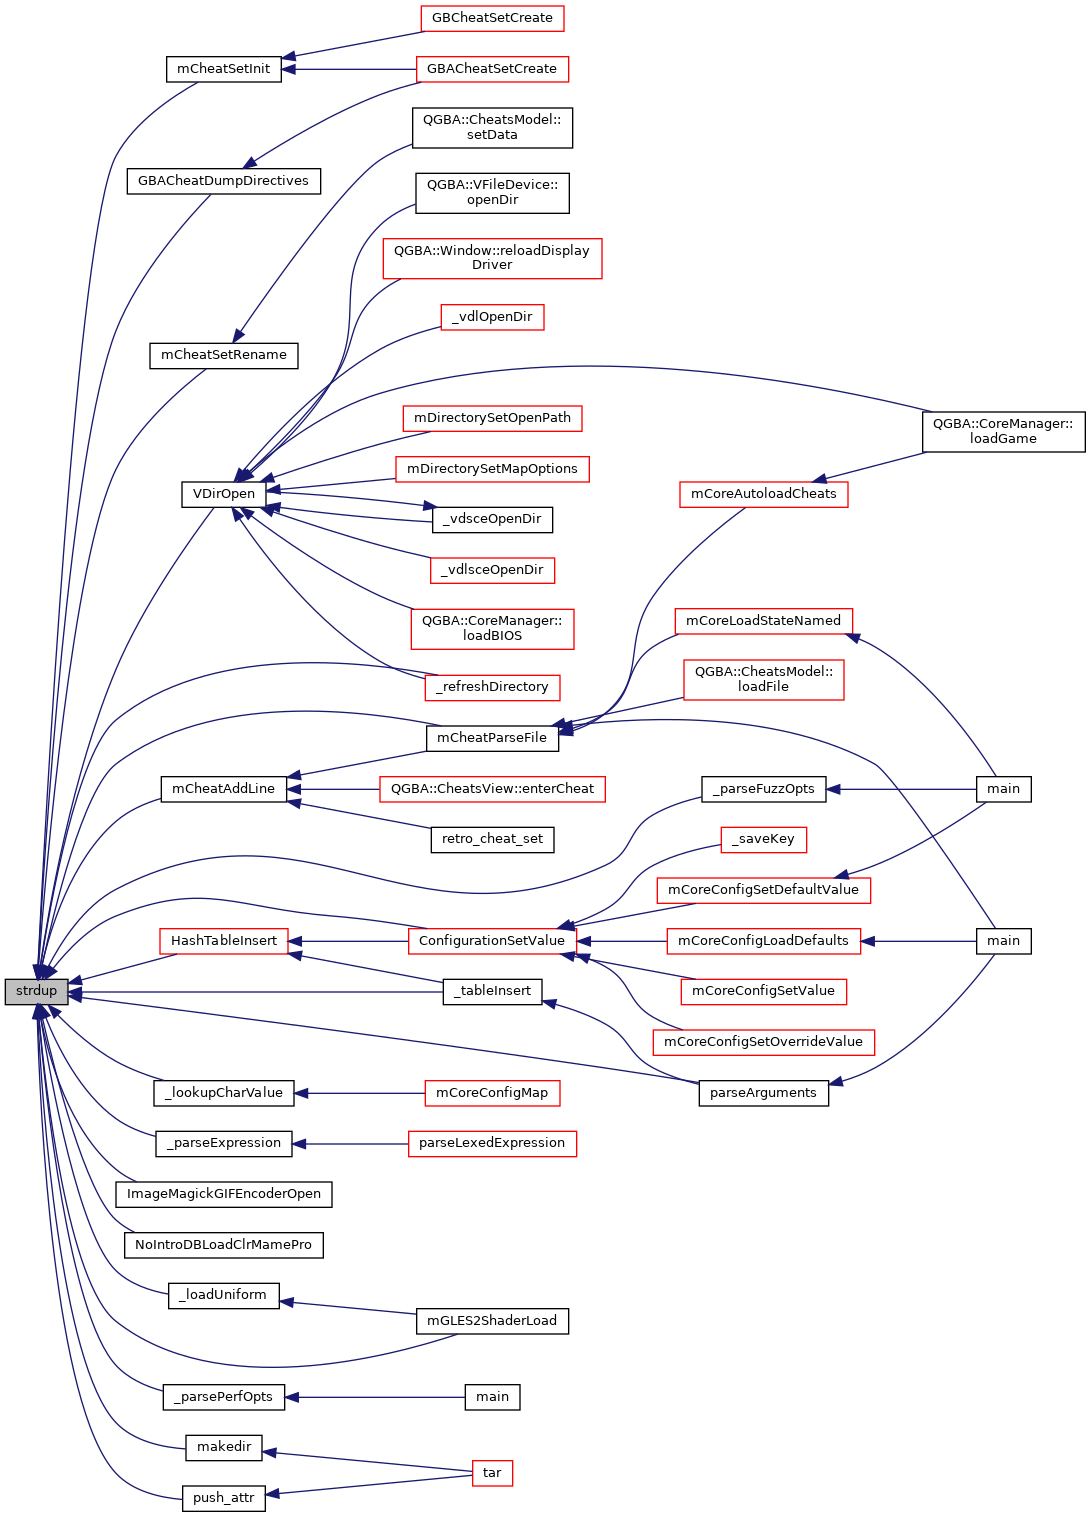 GBCheatSetCreate
mCheatSetInit
GBACheatSetCreate
QGBA::CheatsModel::
setData
GBACheatDumpDirectives
QGBA::VFileDevice::
openDir
QGBA::Window::reloadDisplay
Driver
_vdlOpenDir
mCheatSetRename
mDirectorySetOpenPath
QGBA::CoreManager::
loadGame
mDirectorySetMapOptions
VDirOpen
mCoreAutoloadCheats
_vdsceOpenDir
_vdlsceOpenDir
QGBA::CoreManager::
loadBIOS
mCoreLoadStateNamed
QGBA::CheatsModel::
loadFile
_refreshDirectory
mCheatParseFile
mCheatAddLine
QGBA::CheatsView::enterCheat
_parseFuzzOpts
main
retro_cheat_set
_saveKey
mCoreConfigSetDefaultValue
HashTableInsert
ConfigurationSetValue
mCoreConfigLoadDefaults
main
strdup
_tableInsert
mCoreConfigSetValue
mCoreConfigSetOverrideValue
_lookupCharValue
mCoreConfigMap
parseArguments
_parseExpression
parseLexedExpression
ImageMagickGIFEncoderOpen
NoIntroDBLoadClrMamePro
_loadUniform
mGLES2ShaderLoad
_parsePerfOpts
main
makedir
tar
push_attr